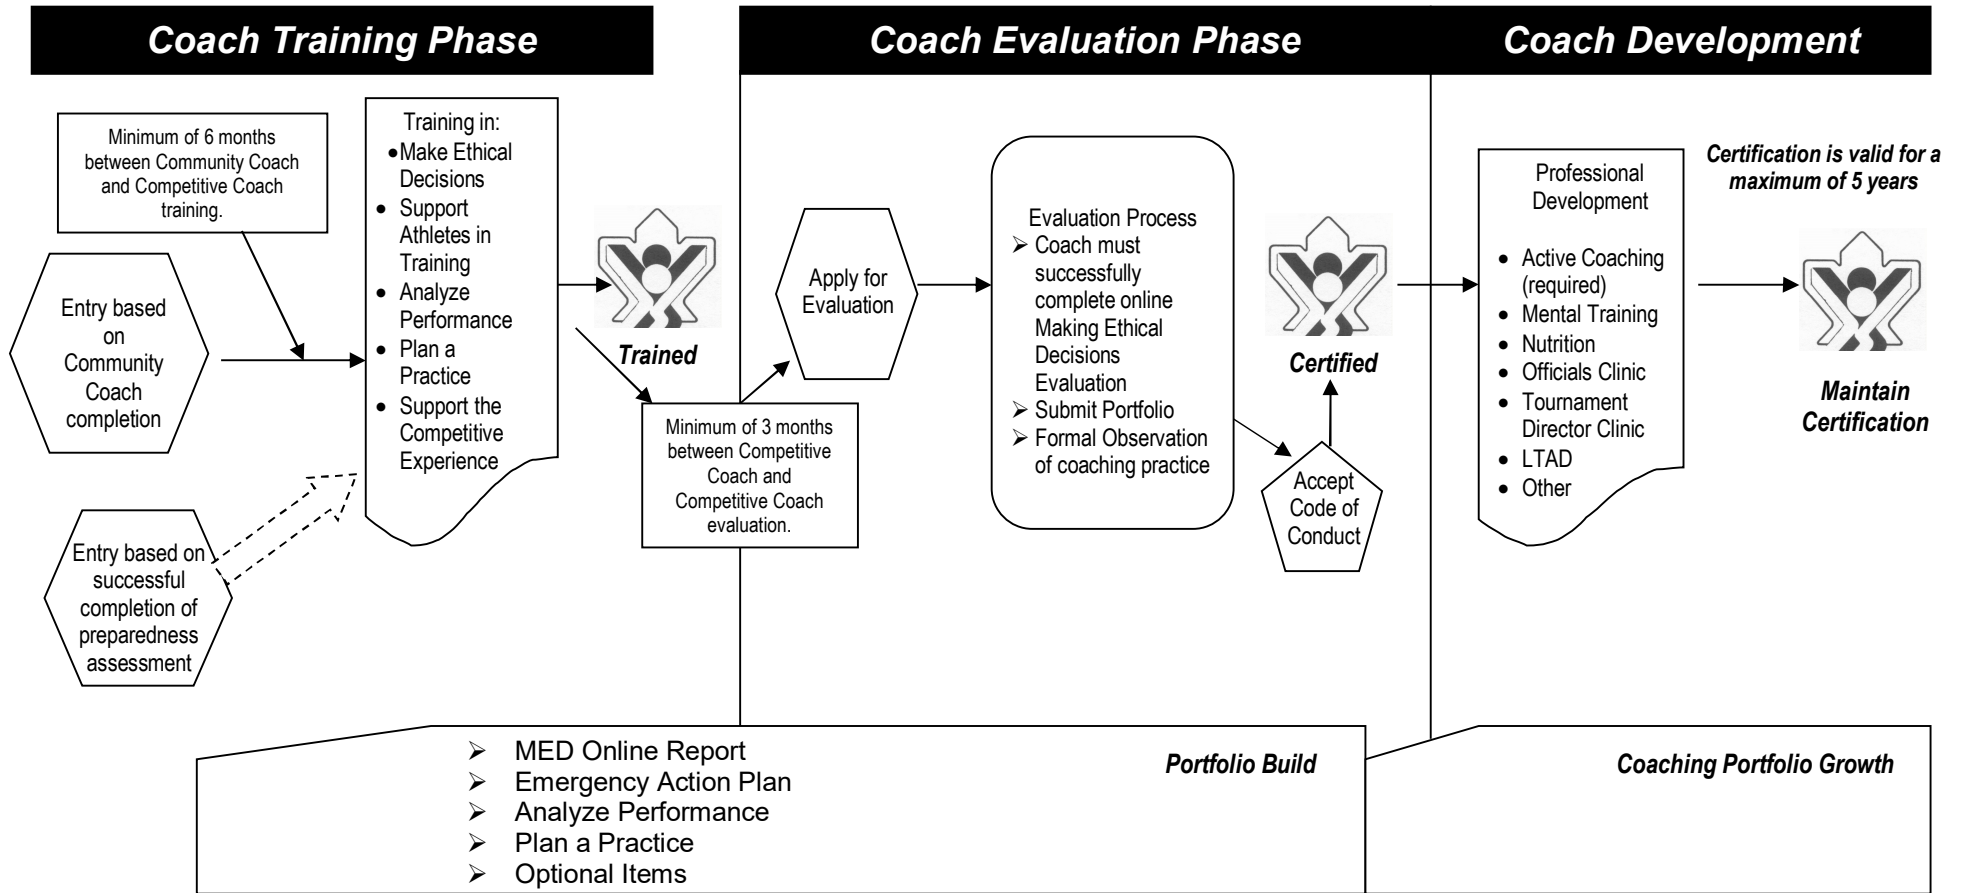 Coach Training Phase
Coach Evaluation Phase
Coach Development
Minimum of 6 months
between Community Coach
and Competitive Coach
training.
Entry based
on
Community
Coach
completion
Entry based on
successful
completion of
preparedness
assessment
Training in:
•Make Ethical
Decisions
• Support
Athletes in
Training
• Analyze
Performance
• Plan a
Practice
• Support the
Competitive
Experience
Trained
Minimum of 3 months
between Competitive
Coach and
Competitive Coach
evaluation.
Apply for
Evaluation
Evaluation Process
➢ Coach must
successfully
complete online
Making Ethical
Decisions
Evaluation
➢ Submit Portfolio
➢ Formal Observation
of coaching practice
Certified
Accept
Code of
Conduct
Professional
Development
• Active Coaching
(required)
• Mental Training
• Nutrition
• Officials Clinic
• Tournament
Director Clinic
• LTAD
• Other
Certification is valid for a
maximum of 5 years
Maintain
Certification
➢ MED Online Report
➢ Emergency Action Plan
➢ Analyze Performance
➢ Plan a Practice
➢ Optional Items
Portfolio Build
Coaching Portfolio Growth